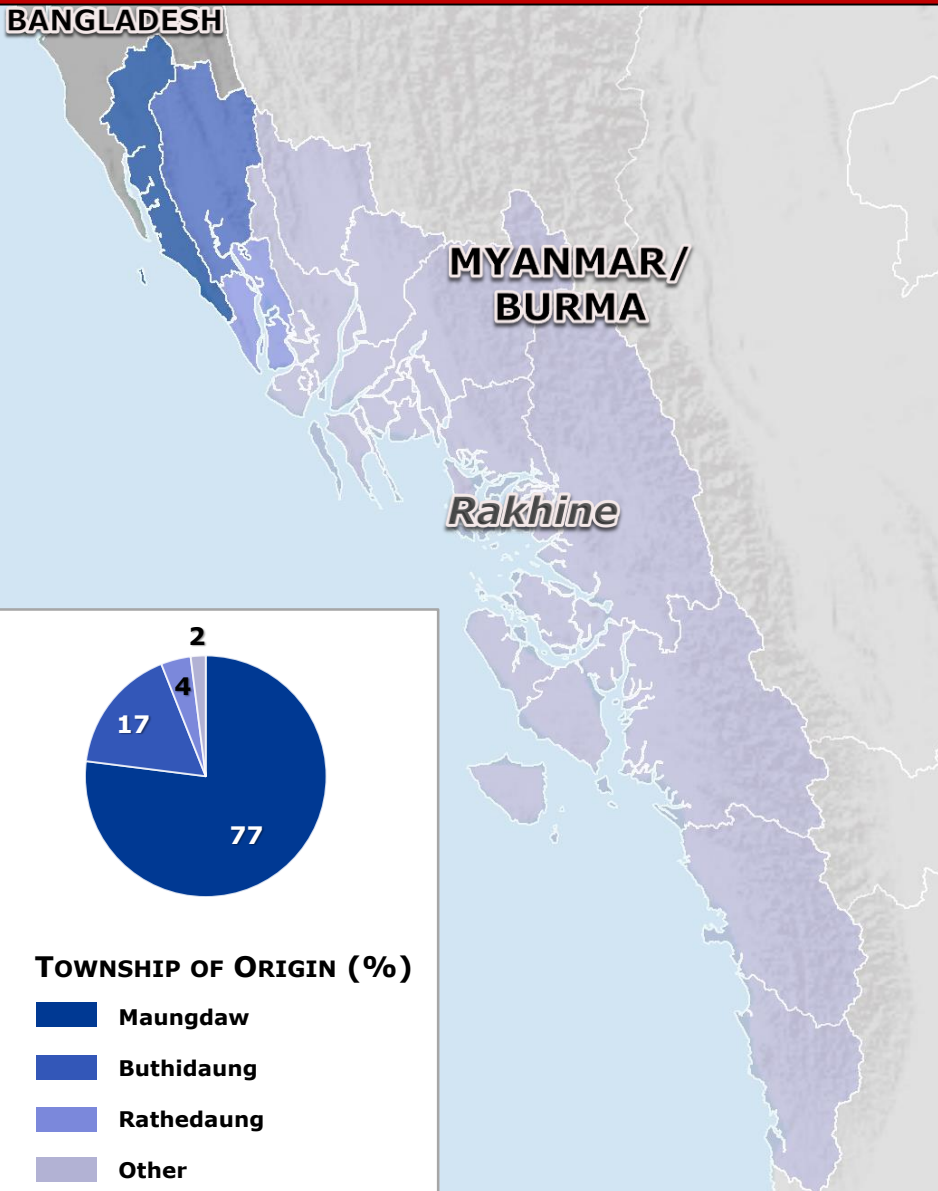 BANGLADESH
MYANMAR/
BURMA
Rakhine
2
4
17
77
TOWNSHIP OF ORIGIN (%)
Maungdaw
Buthidaung
Rathedaung
Other